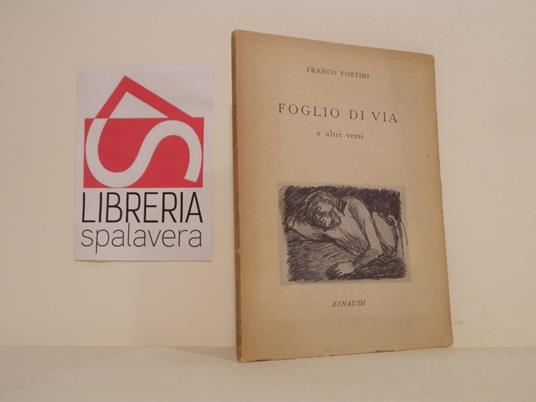 LIBRERIA
spalavera
FRANCO FORTINI
FOGLIO DI VIA
e altri versi
EINAUDI